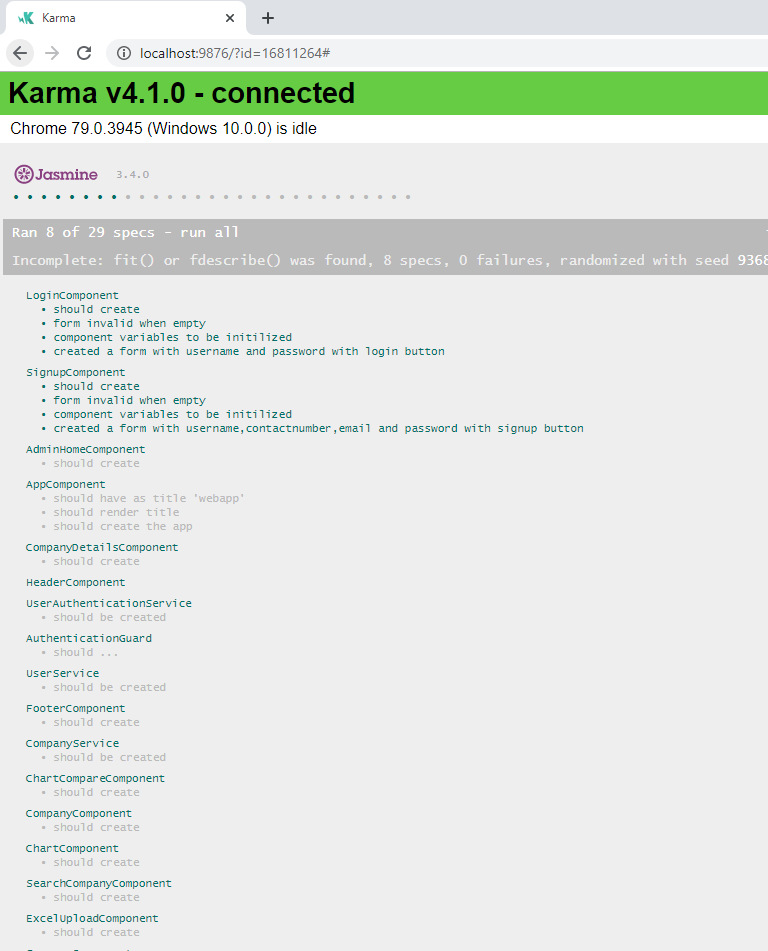 Karma
localhost:9876/?id=16811264#
Karma v4.1.0 - connected
Chrome 79.0.3945 (Windows 10.0.0) is idle
Jasmine 3.4.0
Ran 8 of 29 specs - run all
Incomplete: fit() or fdescribe() was found, 8 specs, 0 failures, randomized with seed 9368
LoginComponent
• should create
• form invalid when empty
• component variables to be initilized
• created a form with username and password with login button
SignupComponent
• should create
• form invalid when empty
• component variables to be initilized
• created a form with username,contactnumber,email and password with signup button
AdminHomeComponent
• should create
AppComponent
• should have as title 'webapp'
• should render title
• should create the app
CompanyDetailsComponent
• should create
HeaderComponent
UserAuthenticationService
• should be created
AuthenticationGuard
• should ...
UserService
• should be created
FooterComponent
• should create
CompanyService
• should be created
ChartCompareComponent
• should create
CompanyComponent
• should create
ChartComponent
• should create
SearchCompanyComponent
• should create
ExcelUploadComponent
• should create